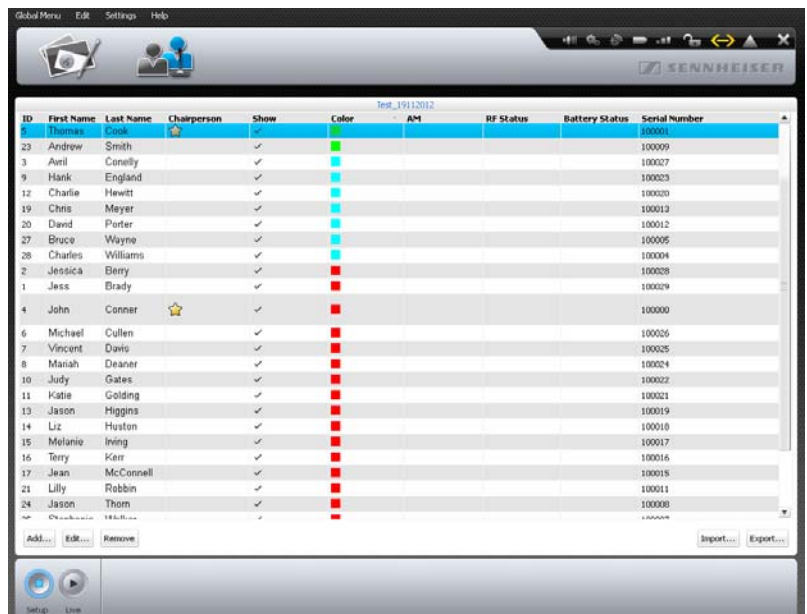 Global Menu Edit Settings Help
SENNHEISER
Test_19112012
ID First Name Last Name Chairperson Show Color AM RF Status Battery Status Serial Number
5 Thomas Cook 100001
23 Andrew Smith 100009
3 Avril Conelly 100027
9 Hank England 100023
12 Charlie Hewitt 100020
19 Chris Meyer 100013
20 David Porter 100012
27 Bruce Wayne 100005
28 Charles Williams 100004
2 Jessica Berry 100028
1 Jess Brady 100029
4 John Conner 100000
6 Michael Cullen 100026
7 Vincent Davis 100025
8 Mariah Deaner 100024
10 Judy Gates 100022
11 Katie Golding 100021
13 Jason Higgins 100019
14 Liz Huston 100018
15 Melanie Irving 100017
16 Terry Kerr 100016
17 Jean McConnell 100015
21 Lilly Robbin 100011
24 Jason Thorn 100008
Add... Edit... Remove Import... Export...
Setup Live